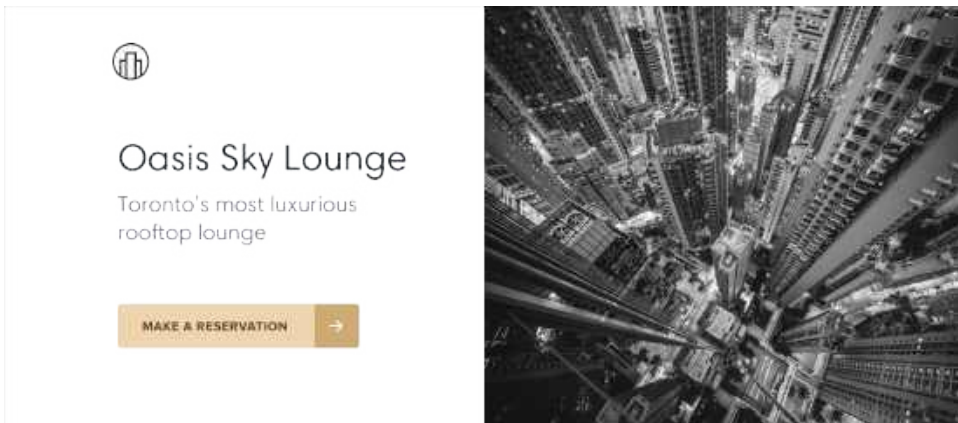 Oasis Sky Lounge
Toronto's most luxurious
rooftop lounge
MAKE A RESERVATION